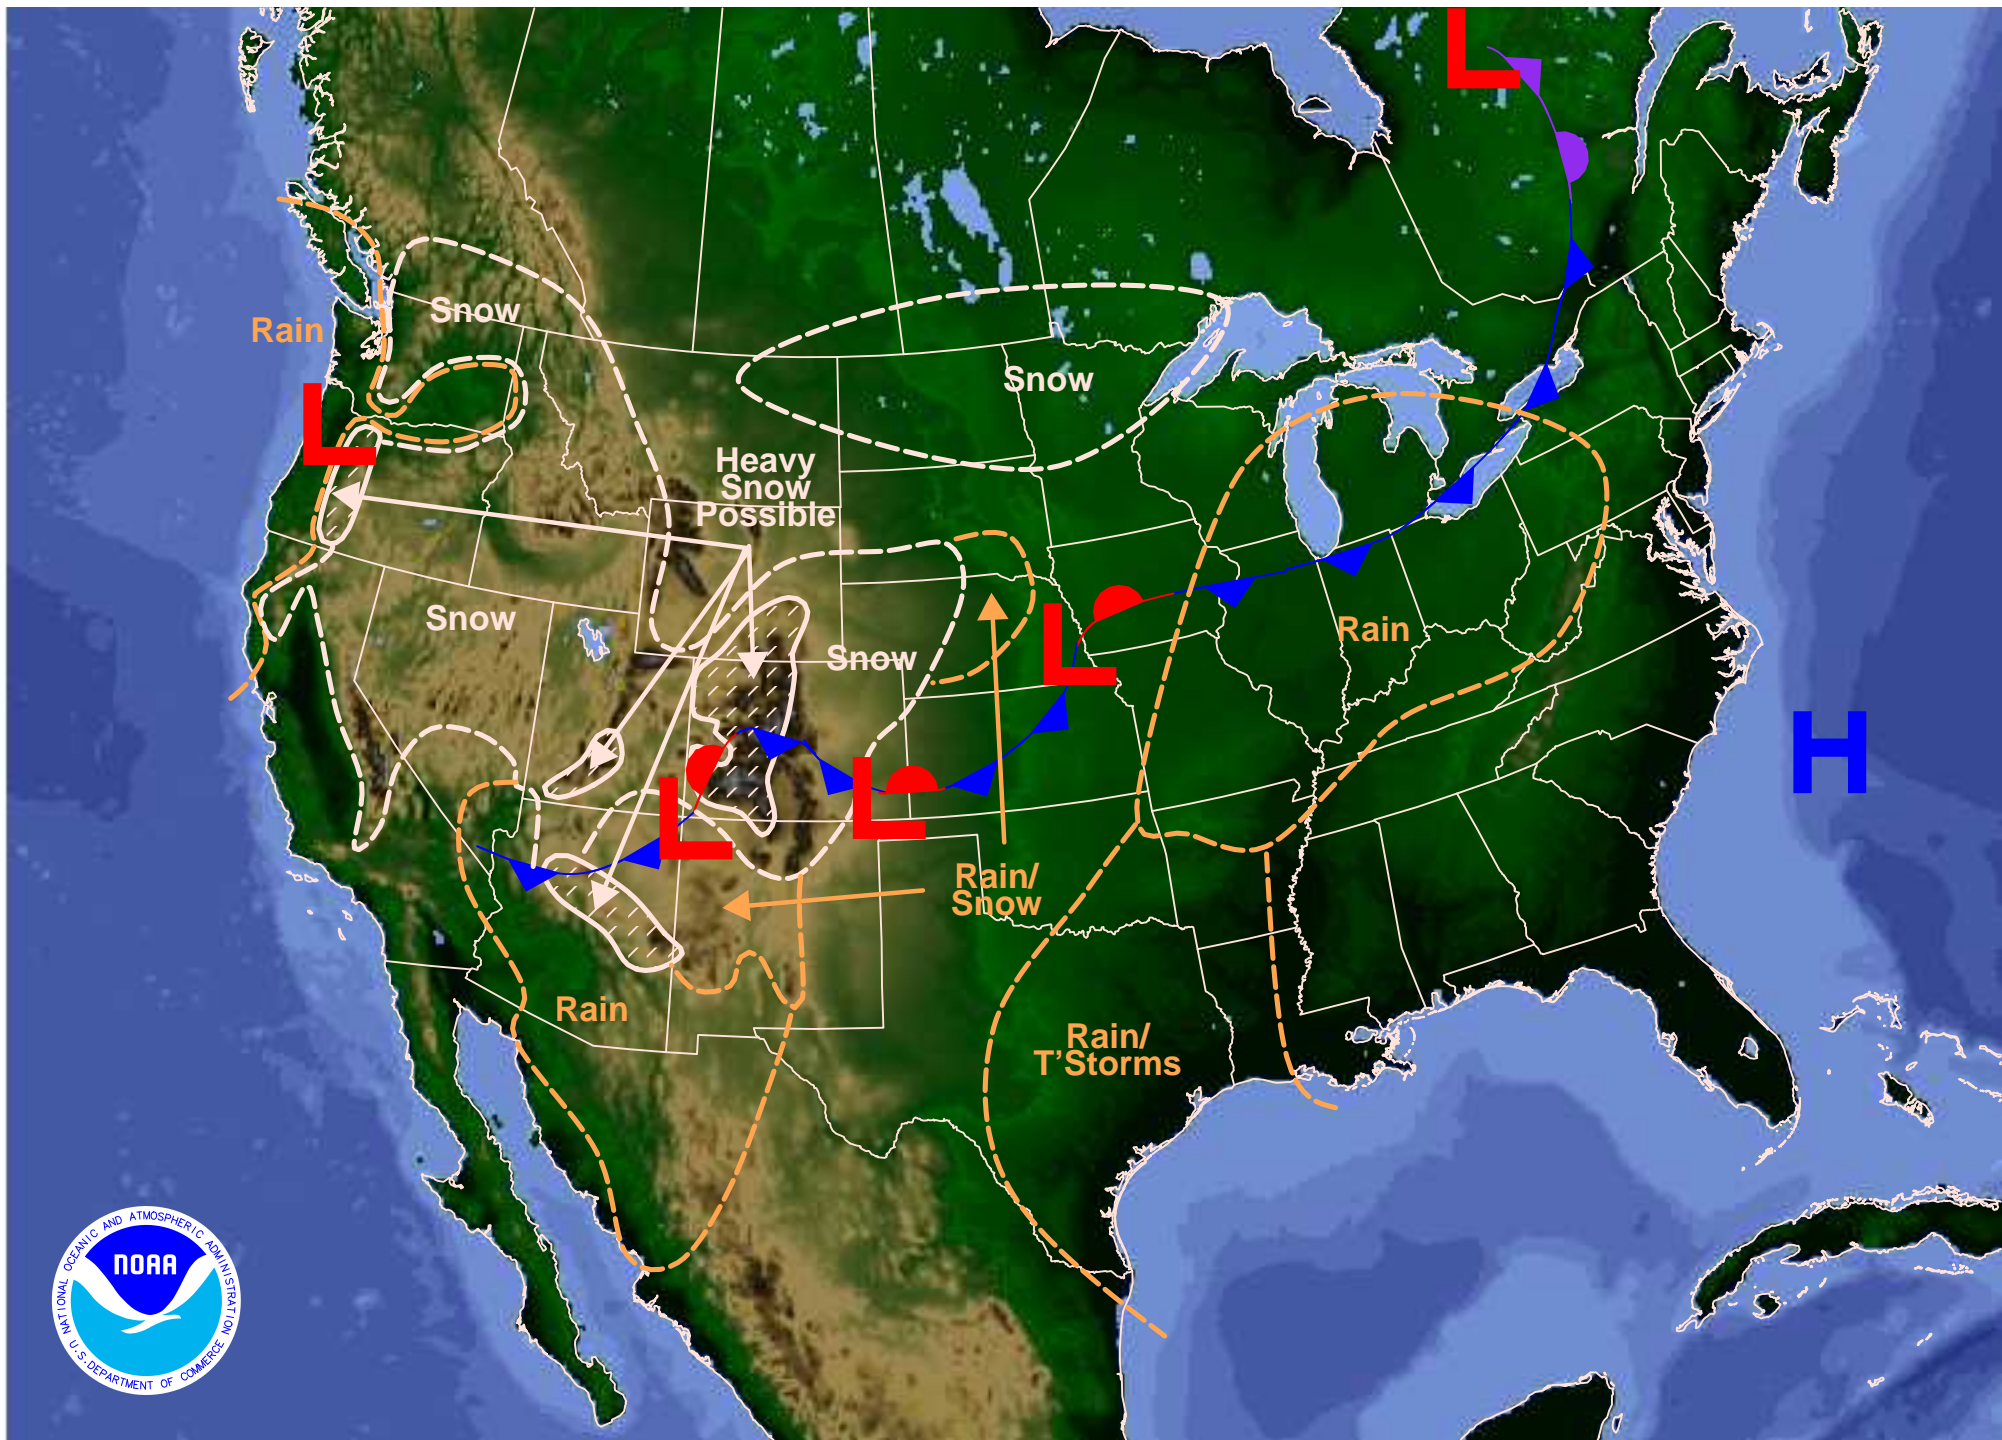 L
Snow
Rain
Snow
L
Heavy
Snow
Possible
Snow
L
Rain
Snow
H
L
L
Rain/
Snow
Rain
Rain/
T'Storms
NATIONAL OCEANIC AND ATMOSPHERIC ADMINISTRATION
NOAA
U.S. DEPARTMENT OF COMMERCE